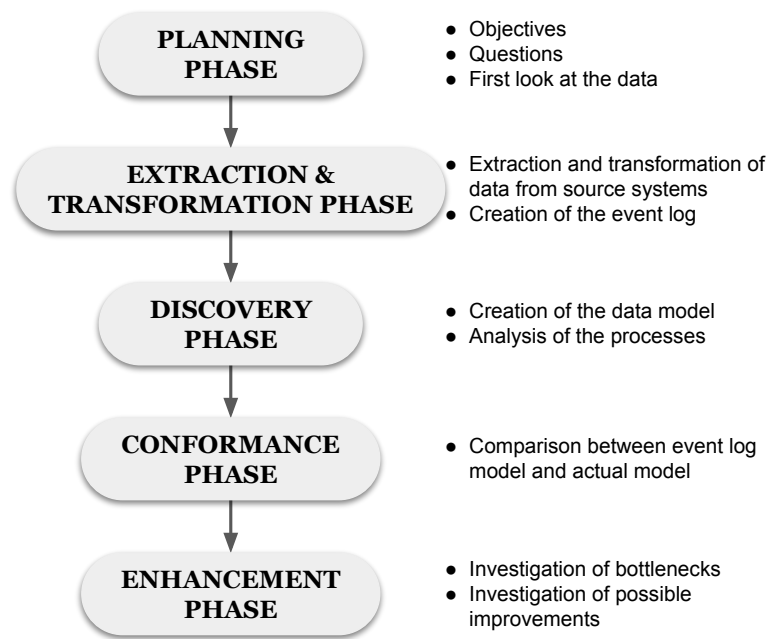 PLANNING
PHASE
● Objectives
● Questions
● First look at the data
EXTRACTION &
TRANSFORMATION PHASE
● Extraction and transformation of
data from source systems
● Creation of the event log
DISCOVERY
PHASE
● Creation of the data model
● Analysis of the processes
CONFORMANCE
PHASE
● Comparison between event log
model and actual model
ENHANCEMENT
PHASE
● Investigation of bottlenecks
● Investigation of possible
improvements